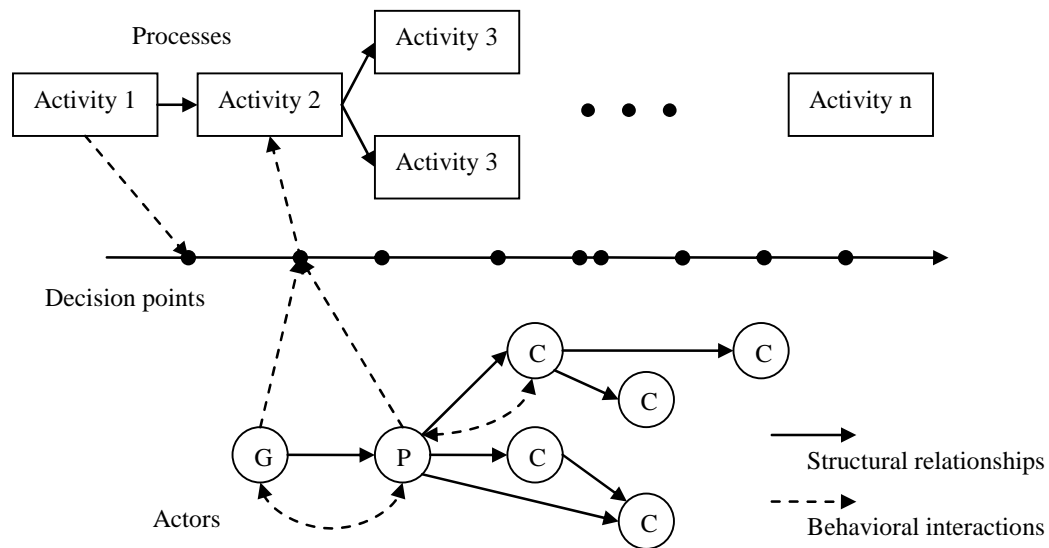 Processes
Activity 3
Activity 1
Activity 2
Activity n
Activity 3
Decision points
C
C
C
G
P
C
C
Structural relationships
Actors
Behavioral interactions